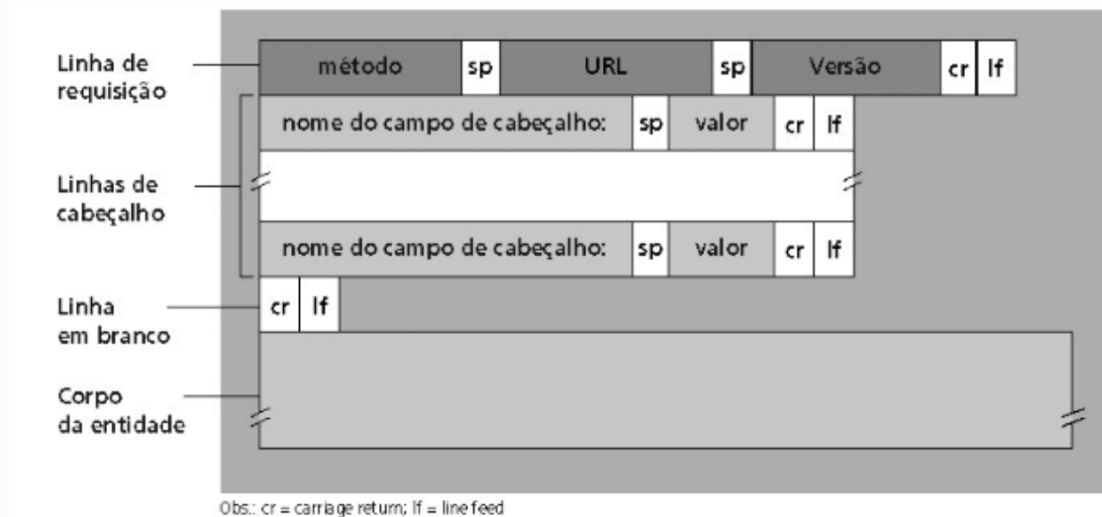 Linha de
requisição
método sp URL sp Versão cr lf
nome do campo de cabeçalho: sp valor cr lf
Linhas de
cabeçalho
nome do campo de cabeçalho: sp valor cr lf
Linha
em branco
cr lf
Corpo
da entidade
Obs.: cr = carriage return; lf = line feed